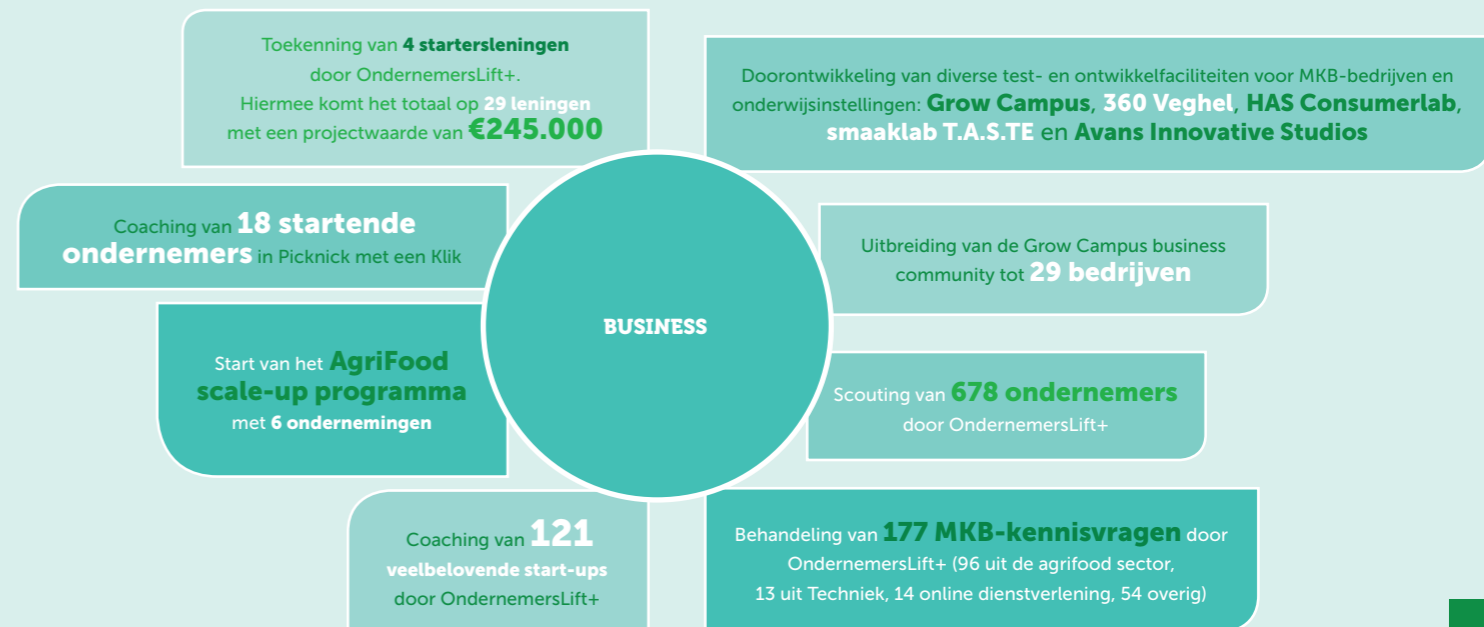 Toekenning van 4 startersleningen
door OndernemersLift+.
Hiermee komt het totaal op 29 leningen
met een projectwaarde van €245.000
Doorontwikkeling van diverse test- en ontwikkelfaciliteiten voor MKB-bedrijven en
onderwijsinstellingen: Grow Campus, 360 Veghel, HAS Consumerlab,
smaaklab T.A.S.TE en Avans Innovative Studios
Coaching van 18 startende
ondernemers in Picknick met een Klik
Uitbreiding van de Grow Campus business
community tot 29 bedrijven
BUSINESS
Start van het AgriFood
scale-up programma
met 6 ondernemingen
Scouting van 678 ondernemers
door OndernemersLift+
Coaching van 121
veelbelovende start-ups
door OndernemersLift+
Behandeling van 177 MKB-kennisvragen door
OndernemersLift+ (96 uit de agrifood sector,
13 uit Techniek, 14 online dienstverlening, 54 overig)